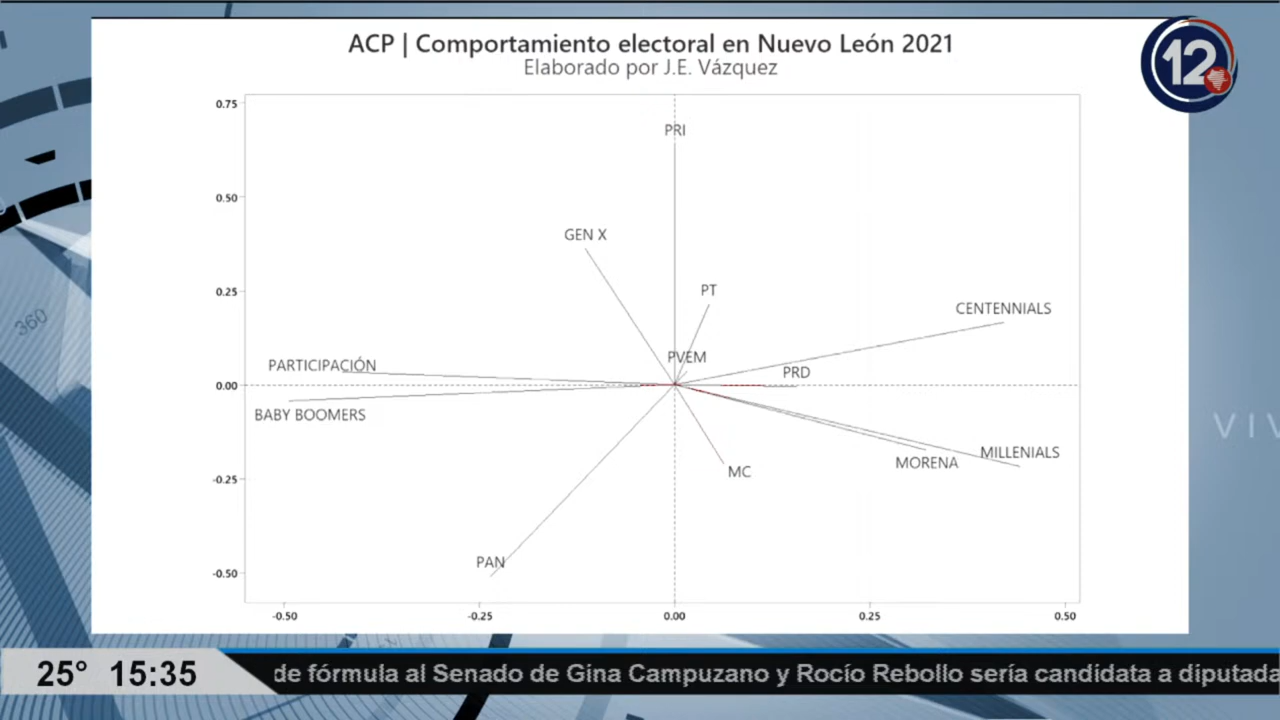 ACP | Comportamiento electoral en Nuevo León 2021
Elaborado por J.E. Vázquez
12
0.75
PRI
0.50
GEN X
0.25
PT
CENTENNIALS
PVEM
PARTICIPACIÓN
PRD
0.00
BABY BOOMERS
MILLENIALS
MORENA
MC
-0.25
PAN
-0.50
-0.50
-0.25
0.00
0.25
0.50
360
VIV
25° 15:35
de fórmula al Senado de Gina Campuzano y Rocío Rebollo sería candidata a diputada